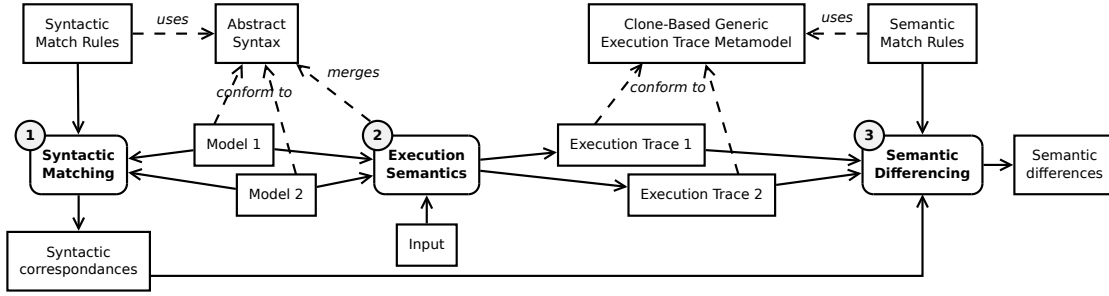 Syntactic
Match Rules
uses
Abstract
Syntax
merges
conform to
Clone-Based Generic
Execution Trace Metamodel
uses
Semantic
Match Rules
conform to
1
Syntactic
Matching
Model 1
Model 2
2
Execution
Semantics
Input
Execution Trace 1
Execution Trace 2
3
Semantic
Differencing
Semantic
differences
Syntactic
correspondances